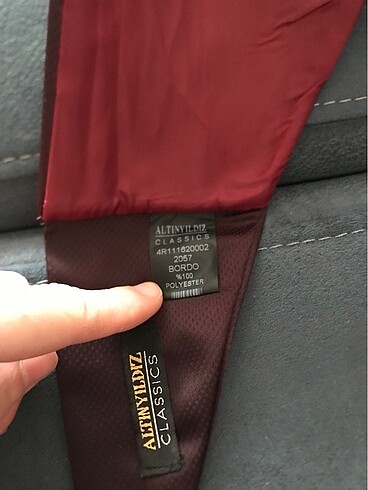 ALTINYILDIZ
CLASSICS
4R111620002
2057
BORDO
%100
POLYESTER
ALTINYILDIZ
CLASSICS